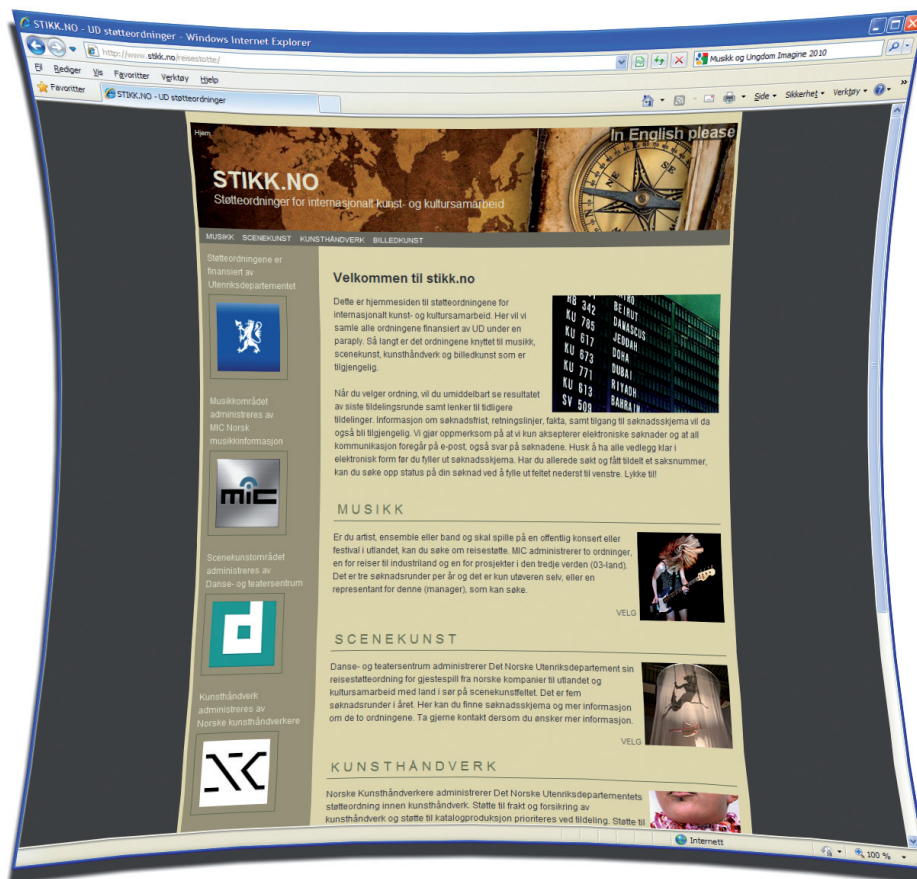 STIKK.NO - UD støtteordninger - Windows Internet Explorer
http://www.stikk.no/reisestotte/
Musikk og Ungdom Imagine 2010
Fil Rediger Vis Favoritter Verktøy Hjelp
Favoritter
STIKK.NO - UD støtteordninger
Side Sikkerhet Verktøy
Hjem
In English please
STIKK.NO
Støtteordninger for internasjonalt kunst- og kultursamarbeid
MUSIKK SCENEKUNST KUNSTHÅNDVERK BILLEDKUNST
Støtteordningene er
finansiert av
Utenriksdepartementet
Musikkområdet
administreres av
MIC Norsk
musikkinformasjon
mic
Scenekunstområdet
administreres av
Danse- og teatersentrum
d
Kunsthåndverk
administreres av
Norske kunsthåndverkere
NK
Velkommen til stikk.no
Dette er hjemmesiden til støtteordningene for
internasjonalt kunst- og kultursamarbeid. Her vil vi
samle alle ordningene finansiert av UD under en
paraply. Så langt er det ordningene knyttet til musikk,
scenekunst, kunsthåndverk og billedkunst som er
tilgjengelig.
RB 342 BEIRUT
KU 785 DAMASCUS
KU 617 JEDDAH
KU 673 DOHA
KU 771 DUBAI
KU 613 RIYADH
SV 509 BAHRAIN
Når du velger ordning, vil du umiddelbart se resultatet
av siste tildelingsrunde samt lenker til tidligere
tildelinger. Informasjon om søknadsfrist, retningslinjer, fakta, samt tilgang til søknadsskjema vil da
også bli tilgjengelig. Vi gjør oppmerksom på at vi kun aksepterer elektroniske søknader og at all
kommunikasjon foregår på e-post, også svar på søknadene. Husk å ha alle vedlegg klar i
elektronisk form før du fyller ut søknadsskjema. Har du allerede søkt og fått tildelt et saksnummer,
kan du søke opp status på din søknad ved å fylle ut feltet nederst til venstre. Lykke til!
MUSIKK
Er du artist, ensemble eller band og skal spille på en offentlig konsert eller
festival i utlandet, kan du søke om reisestøtte. MIC administrerer to ordninger,
en for reiser til industriland og en for prosjekter i den tredje verden (03-land).
Det er tre søknadsrunder per år og det er kun utøveren selv, eller en
representant for denne (manager), som kan søke.
VELG
SCENEKUNST
Danse- og teatersentrum administrerer Det Norske Utenriksdepartement sin
reisestøtteordning for gjestespill fra norske kompanier til utlandet og
kultursamarbeid med land i sør på scenekunstfeltet. Det er fem
søknadsrunder i året. Her kan du finne søknadsskjema og mer informasjon
om de to ordningene. Ta gjerne kontakt dersom du ønsker mer informasjon.
VELG
KUNSTHÅNDVERK
Norske Kunsthåndverkere administrerer Det Norske Utenriksdepartementets
støtteordning innen kunsthåndverk. Støtte til frakt og forsikring av
kunsthåndverk og støtte til katalogproduksjon prioriteres ved tildeling. Støtte til
Internett
100 %